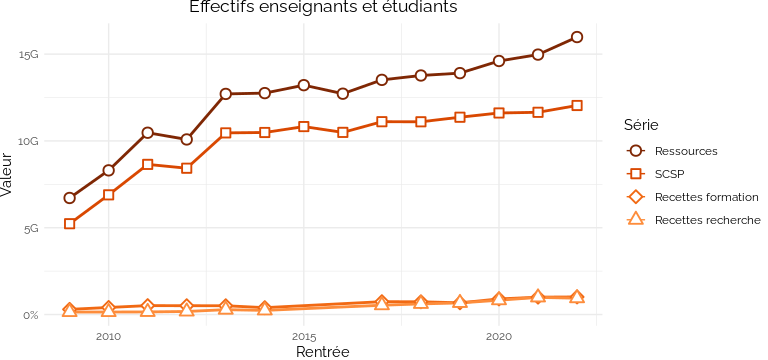 Effectifs enseignants et étudiants
15G
10G
5G
0%
Valeur
2010
2015
2020
Rentrée
Série
Ressources
SCSP
Recettes formation
Recettes recherche